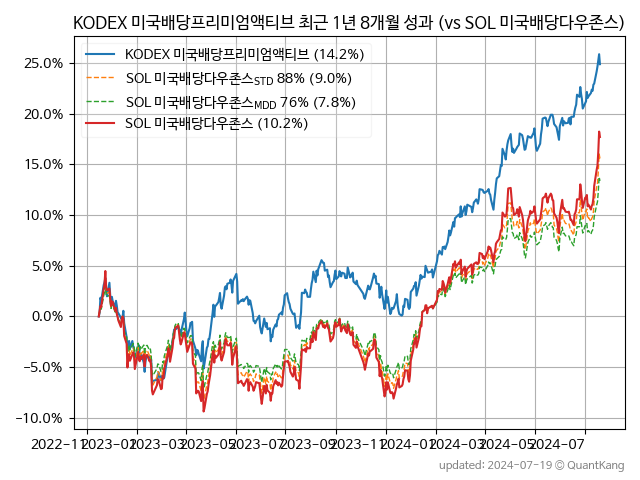 KODEX 미국배당프리미엄액티브 최근 1년 8개월 성과 (vs SOL 미국배당다우존스)
KODEX 미국배당프리미엄액티브 (14.2%)
SOL 미국배당다우존스STD 88% (9.0%)
SOL 미국배당다우존스MDD 76% (7.8%)
SOL 미국배당다우존스 (10.2%)
25.0%
20.0%
15.0%
10.0%
5.0%
0.0%
−5.0%
−10.0%
2022-11 2023-01 2023-03 2023-05 2023-07 2023-09 2023-11 2024-01 2024-03 2024-05 2024-07
updated: 2024-07-19 © QuantKang